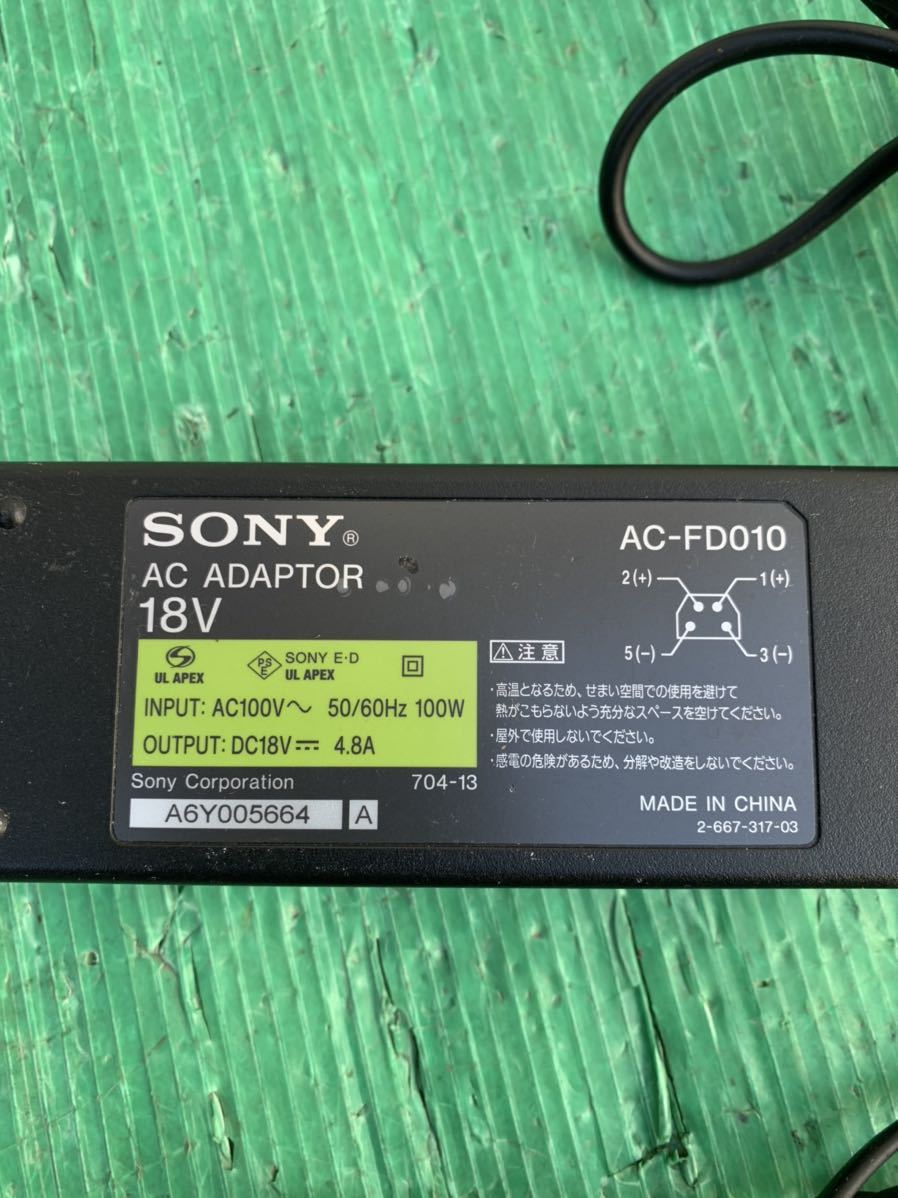 SONY®
AC ADAPTOR
18V
UL APEX
PS E
SONY E·D
UL APEX
INPUT: AC100V～ 50/60Hz 100W
OUTPUT: DC18V⎓ 4.8A
Sony Corporation 704-13
A6Y005664 A
AC-FD010
2(+) 1(+)
5(−) 3(−)
⚠注意
・高温となるため、せまい空間での使用を避けて
熱がこもらないよう充分なスペースを空けてください。
・屋外で使用しないでください。
・感電の危険があるため、分解や改造をしないでください。
MADE IN CHINA
2-667-317-03